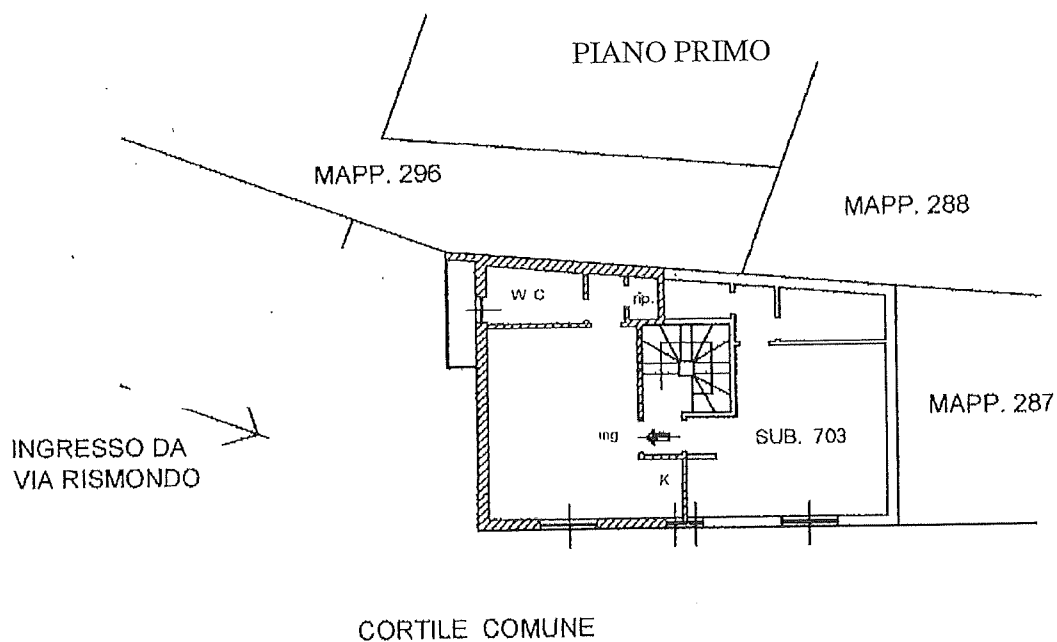 PIANO PRIMO
MAPP. 296
MAPP. 288
W C
rip.
MAPP. 287
INGRESSO DA
VIA RISMONDO
ing
SUB. 703
K
CORTILE COMUNE